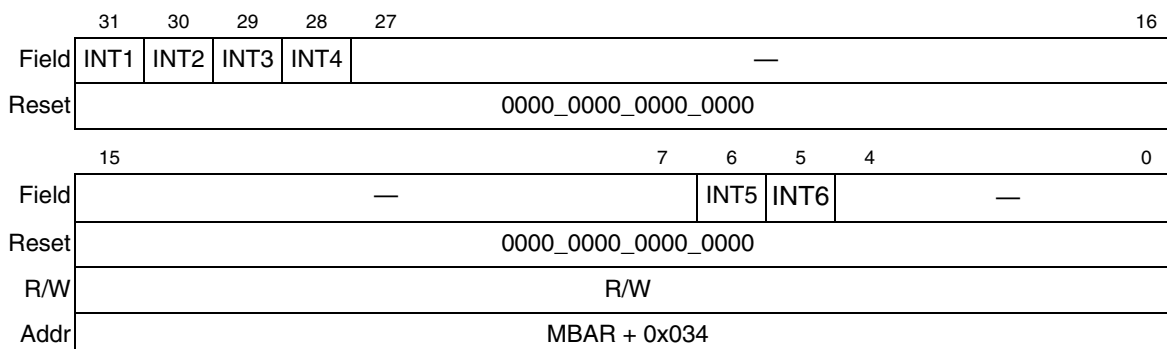 31 30 29 28 27 16
Field INT1 INT2 INT3 INT4 —
Reset 0000_0000_0000_0000
15 7 6 5 4 0
Field — INT5 INT6 —
Reset 0000_0000_0000_0000
R/W R/W
Addr MBAR + 0x034